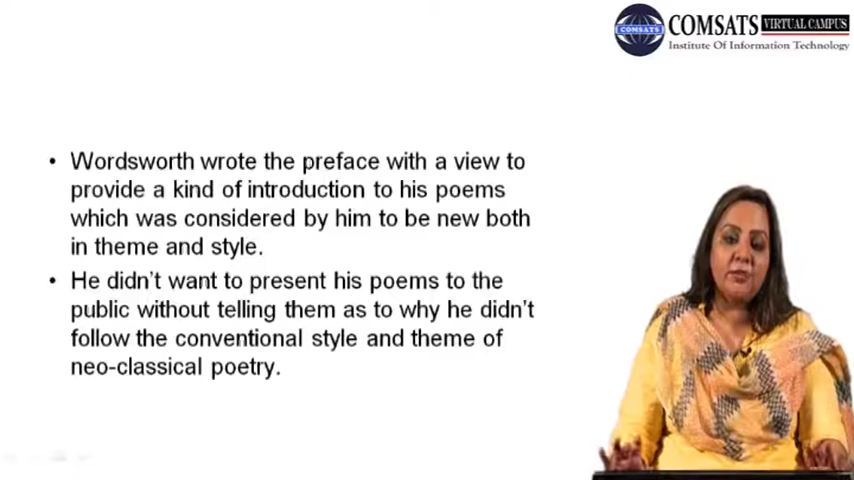 COMSATS VIRTUAL CAMPUS
Institute Of Information Technology
COMSATS
• Wordsworth wrote the preface with a view to
provide a kind of introduction to his poems
which was considered by him to be new both
in theme and style.
• He didn't want to present his poems to the
public without telling them as to why he didn't
follow the conventional style and theme of
neo-classical poetry.